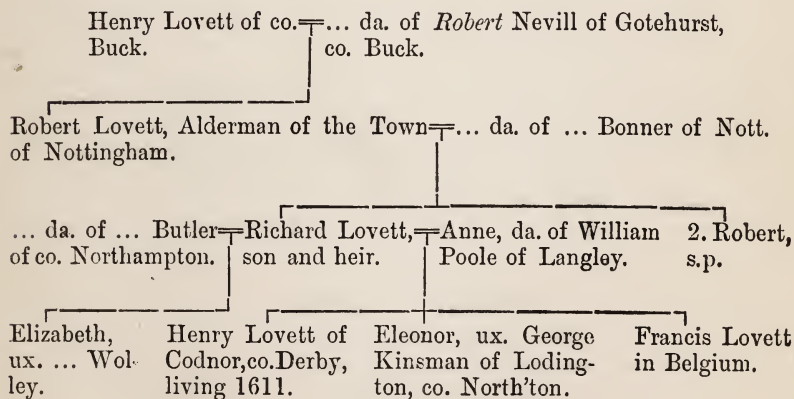 Henry Lovett of co.=... da. of Robert Nevill of Gotehurst,
Buck. co. Buck.
Robert Lovett, Alderman of the Town=... da. of ... Bonner of Nott.
of Nottingham.
... da. of ... Butler=Richard Lovett,=Anne, da. of William 2. Robert,
of co. Northampton. son and heir. Poole of Langley. s.p.
Elizabeth, Henry Lovett of Eleonor, ux. George Francis Lovett
ux. ... Wol- Codnor, co. Derby, Kinsman of Loding- in Belgium.
ley. living 1611. ton, co. North'ton.